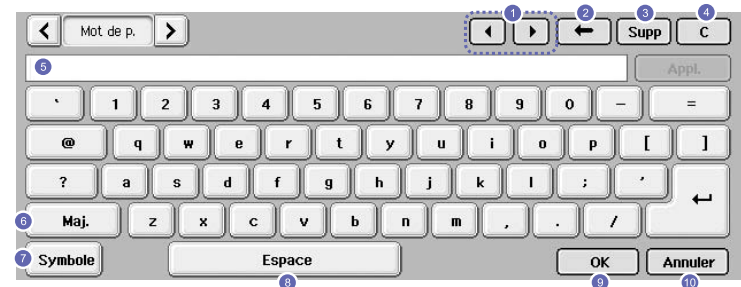 1 2 3 4
< Mot de p. > ◄ ► ← Supp C
5 Appl.
` 1 2 3 4 5 6 7 8 9 0 - =
@ q w e r t y u i o p [ ]
? a s d f g h j k l ; ′ ↵
6 Maj. z x c v b n m , . /
7 Symbole Espace OK Annuler
8 9 10